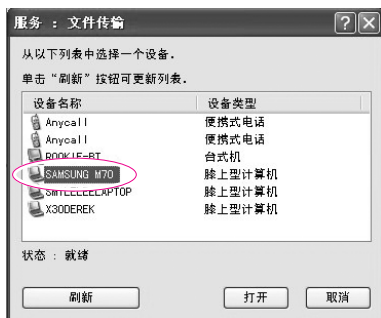 服务 : 文件传输
从以下列表中选择一个设备.
单击“刷新”按钮可更新列表.
设备名称 设备类型
Anycall 便携式电话
Anycall 便携式电话
ROOKIE-BT 台式机
SAMSUNG M70 膝上型计算机
SMILEELEELAPTOP 膝上型计算机
X30DEREK 膝上型计算机
状态 : 就绪
刷新 打开 取消